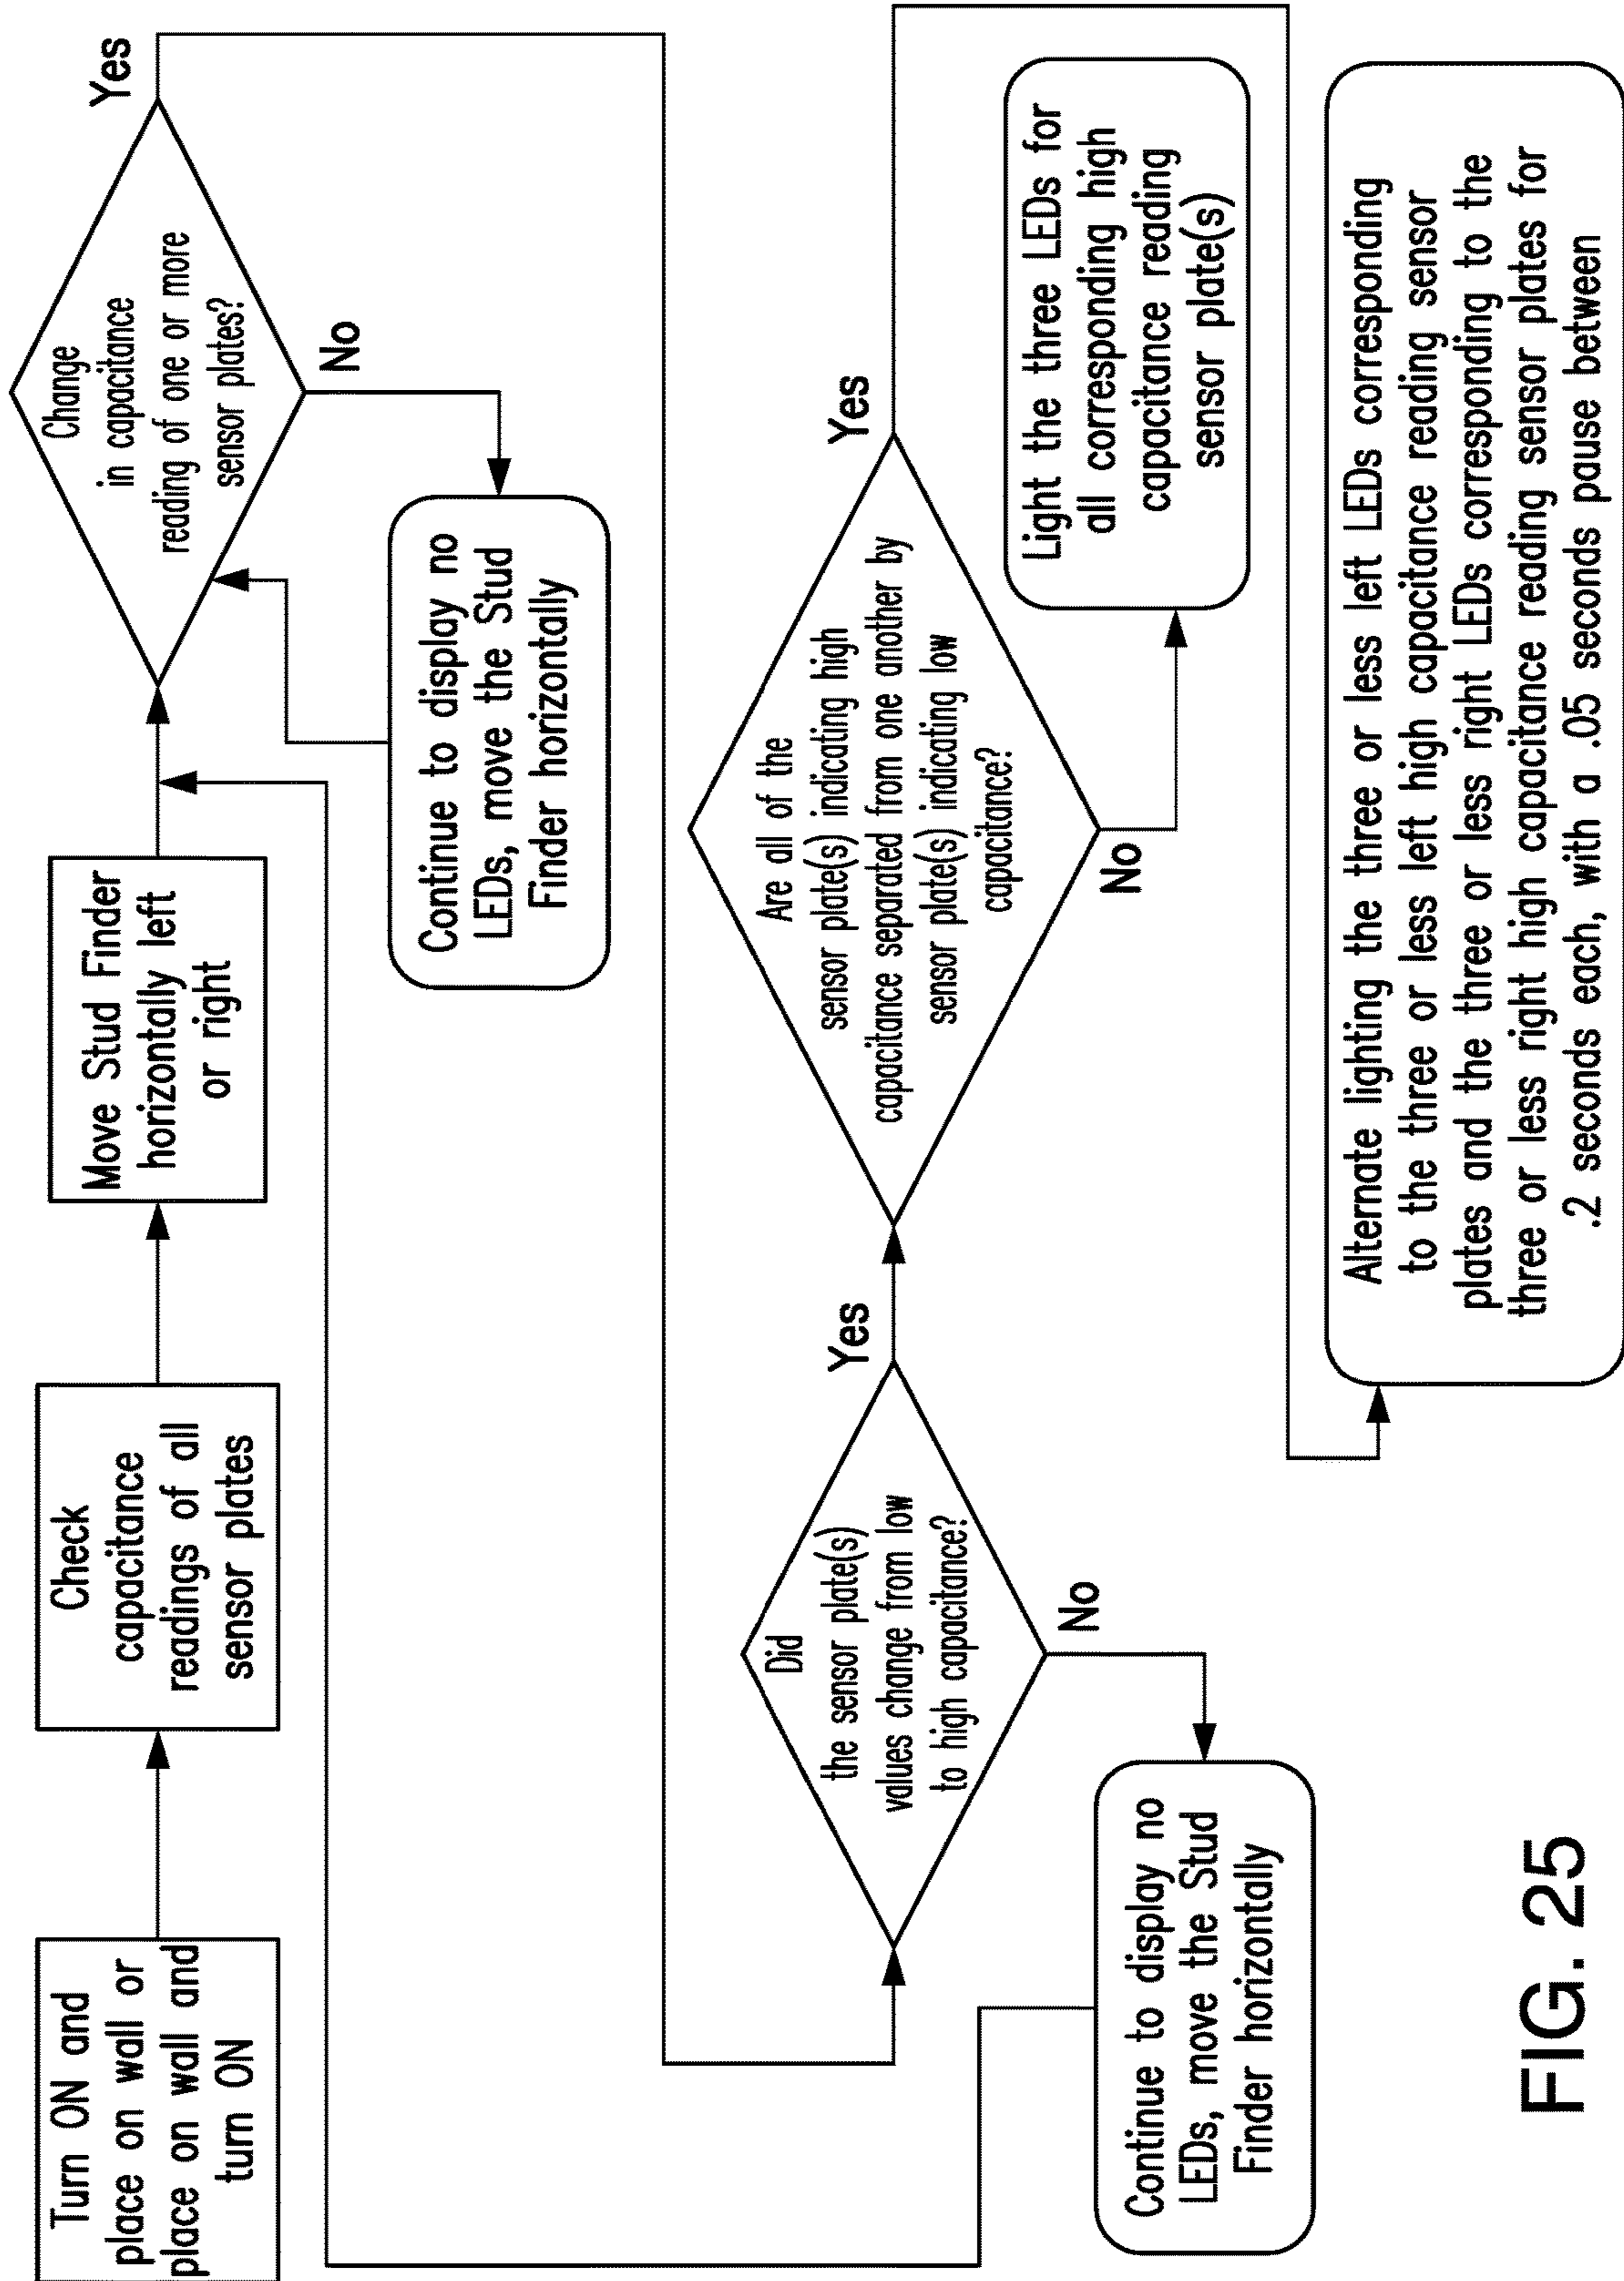 Turn ON and
place on wall or
place on wall and
turn ON
Check
capacitance
readings of all
sensor plates
Move Stud Finder
horizontally left
or right
Change
in capacitance
reading of one or more
sensor plates?
Yes
No
Continue to display no
LEDs, move the Stud
Finder horizontally
Did
the sensor plate(s)
values change from low
to high capacitance?
Yes
No
Continue to display no
LEDs, move the Stud
Finder horizontally
Are all of the
sensor plate(s) indicating high
capacitance separated from one another by
sensor plate(s) indicating low
capacitance?
Yes
No
Light the three LEDs for
all corresponding high
capacitance reading
sensor plate(s)
Alternate lighting the three or less left LEDs corresponding
to the three or less left high capacitance reading sensor
plates and the three or less right LEDs corresponding to the
three or less right high capacitance reading sensor plates for
.2 seconds each, with a .05 seconds pause between
FIG. 25